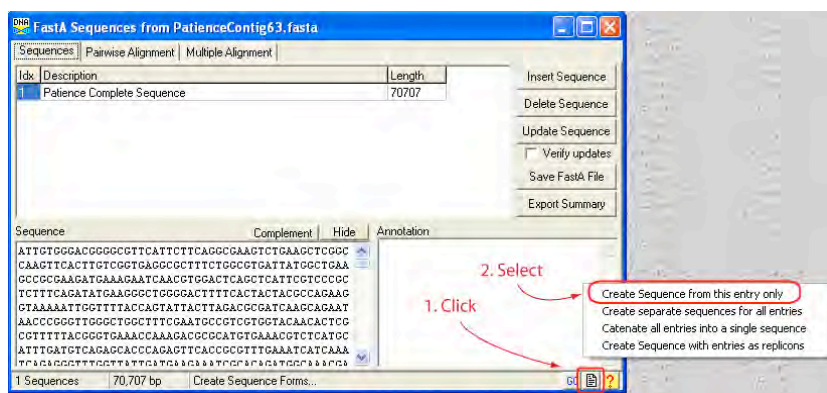 DNA FastA Sequences from PatienceContig63.fasta
Sequences Pairwise Alignment Multiple Alignment
Idx Description Length
1 Patience Complete Sequence 70707
Insert Sequence
Delete Sequence
Update Sequence
Verify updates
Save FastA File
Export Summary
Sequence Complement Hide Annotation
ATTGTGGGACGGGGCGTTCATTCTTCAGGCGAAGTCTGAAGCTCGGC
CAAGTTCACTTGTCGGTGAGGCGCTTTCTGGCGTGATTATGGCTGAA
GCCGCGAAGATGAAAGAATCAACGTGGACTCAGCTCATTCGTCCCGC
TCTTTCAGATATGAAGGGCTGGGGACTTTTCACTACTACGCCAGAAG
GTAAAAATTGGTTTTACCAGTATTACTTAGACGCGATCAAGCAGAAT
AACCCGGGTTGGGCTGGCTTTCGAATGCCGTCGTGGTACAACACTCG
CGTTTTTACGGGTGAAACCAAAGACGCGCATGTGAAACGTCTCATGC
ATTTGATGTCAGAGCACCCAGAGTTCACCGCGTTTGAAATCATCAAA
TCAGAGGGTTTGGTTATTGATGAAGAAATCGCACAGATGGCAAACGA
2. Select
1. Click
Create Sequence from this entry only
Create separate sequences for all entries
Catenate all entries into a single sequence
Create Sequence with entries as replicons
1 Sequences 70,707 bp Create Sequence Forms... GC ?